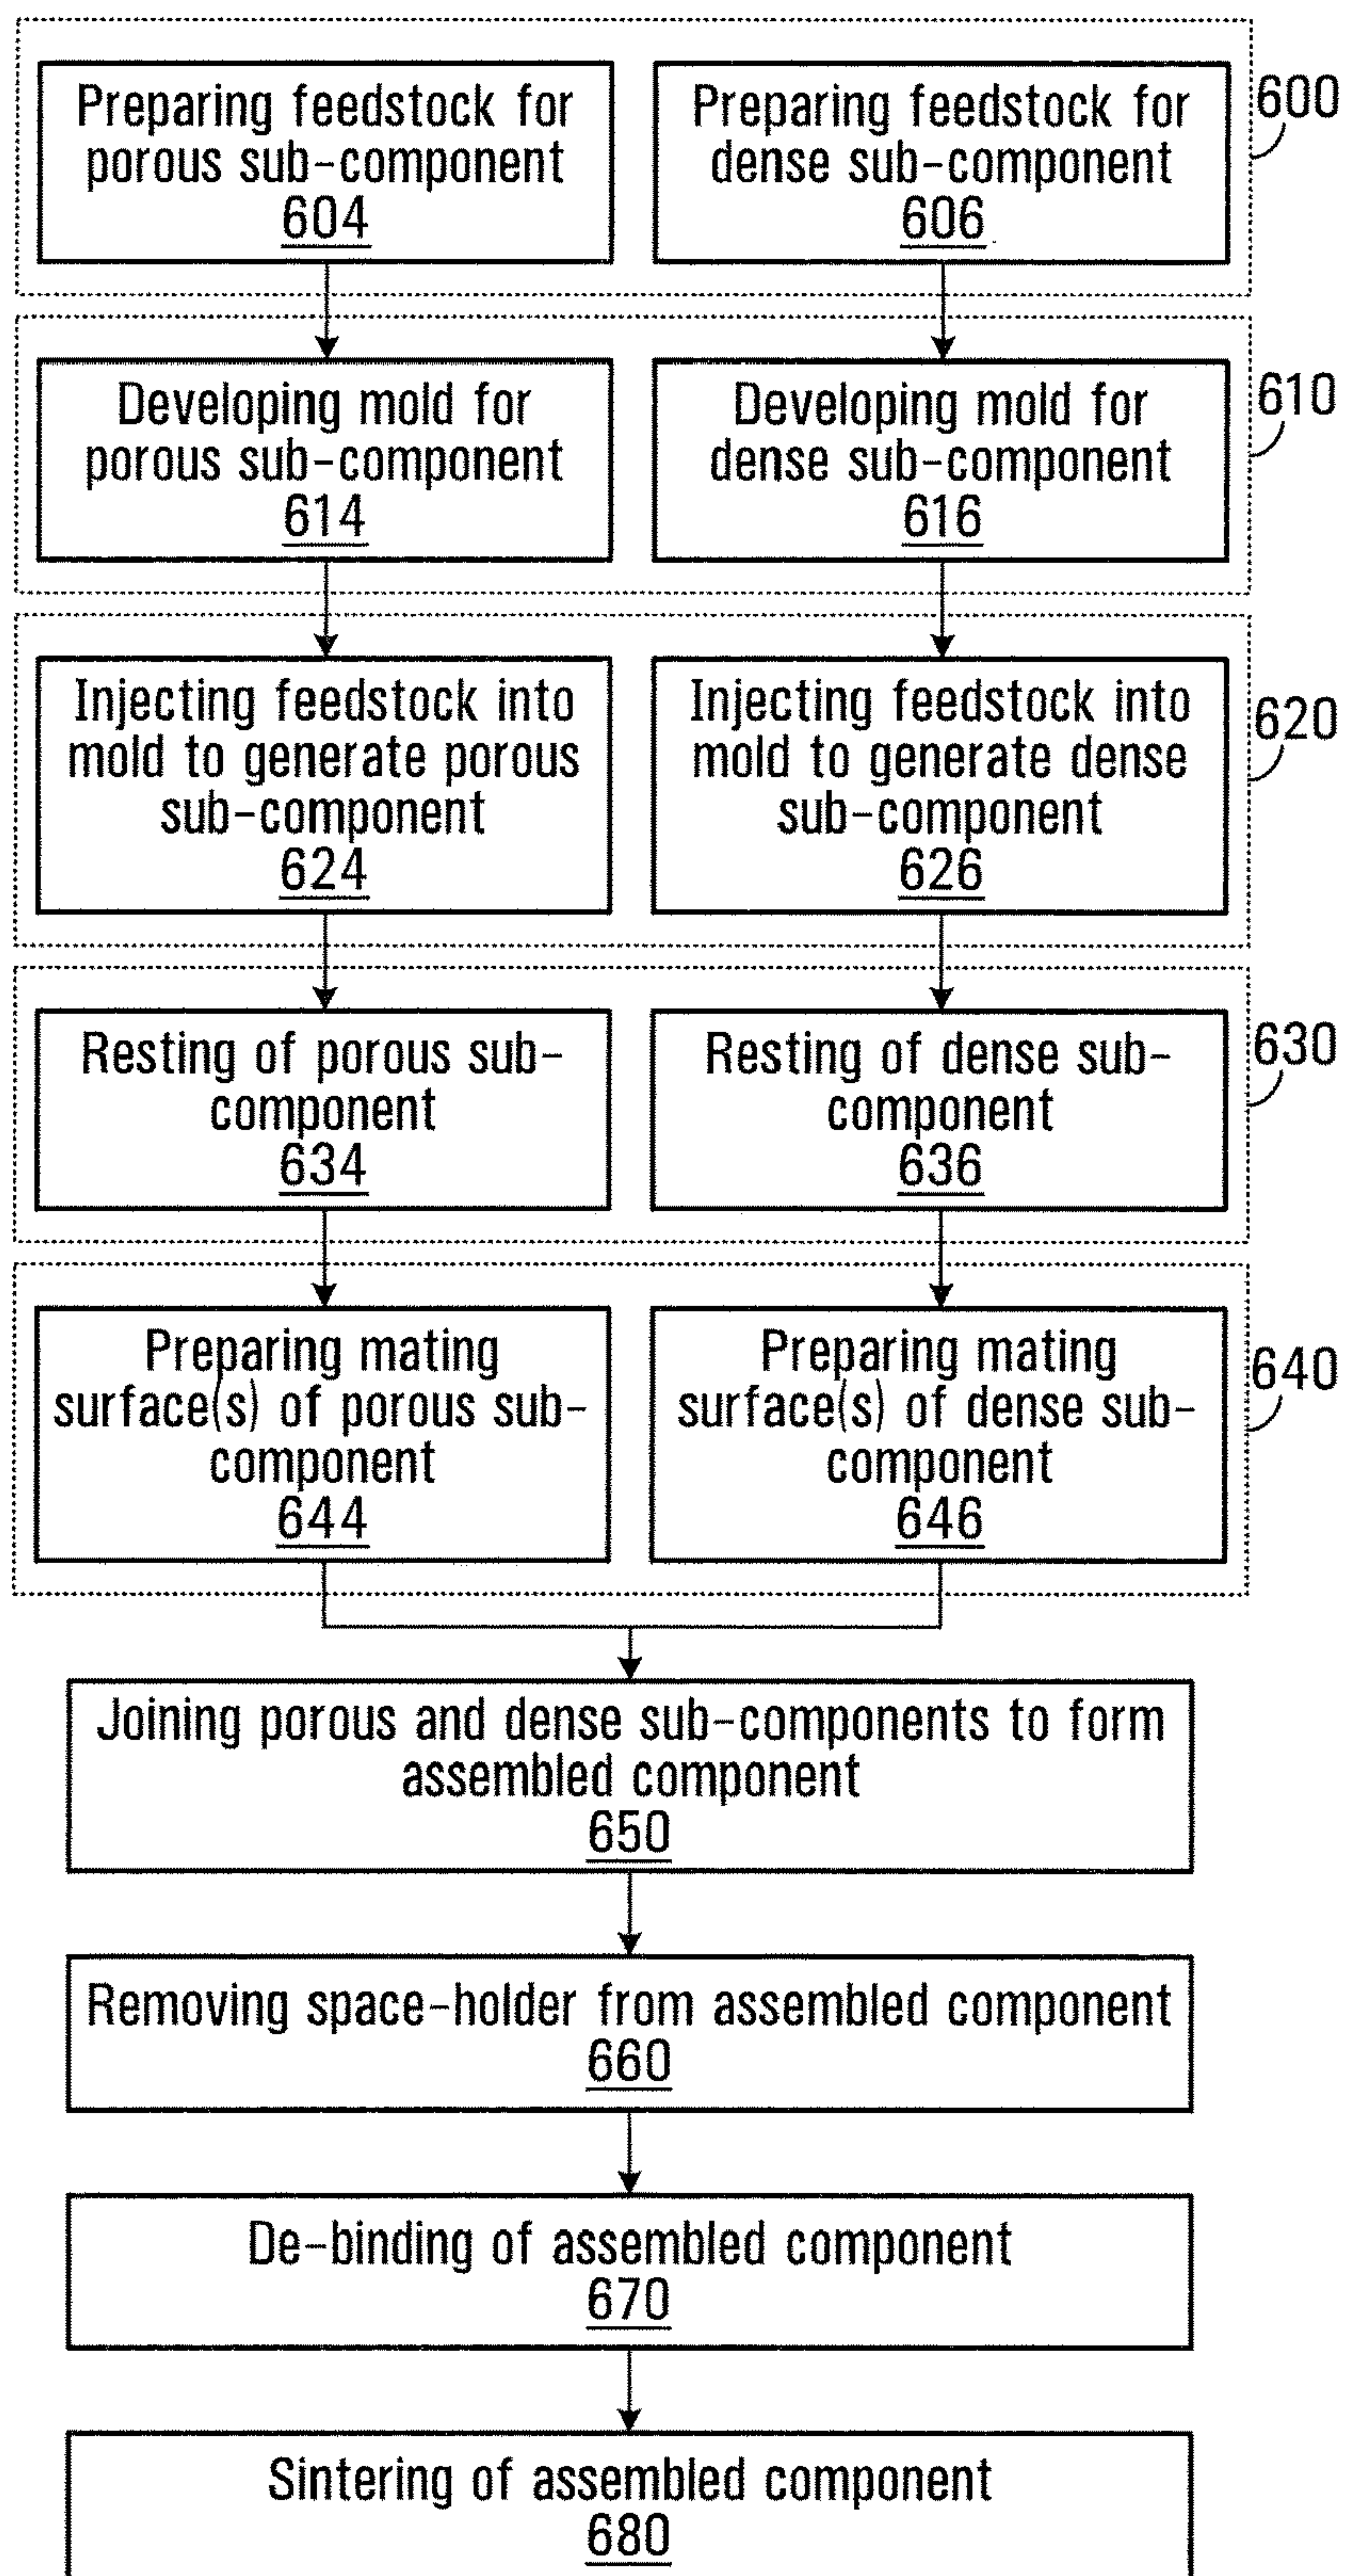 Preparing feedstock for
porous sub-component
604
Preparing feedstock for
dense sub-component
606
600
Developing mold for
porous sub-component
614
Developing mold for
dense sub-component
616
610
Injecting feedstock into
mold to generate porous
sub-component
624
Injecting feedstock into
mold to generate dense
sub-component
626
620
Resting of porous sub-
component
634
Resting of dense sub-
component
636
630
Preparing mating
surface(s) of porous sub-
component
644
Preparing mating
surface(s) of dense sub-
component
646
640
Joining porous and dense sub-components to form
assembled component
650
Removing space-holder from assembled component
660
De-binding of assembled component
670
Sintering of assembled component
680